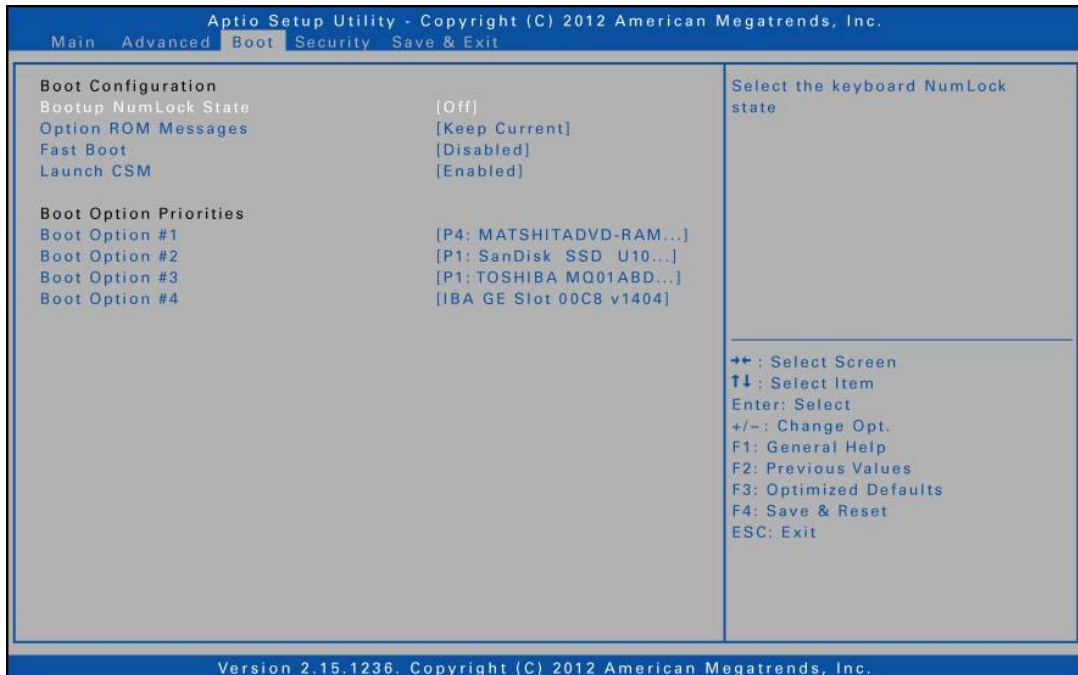 Aptio Setup Utility - Copyright (C) 2012 American Megatrends, Inc.
Main Advanced Boot Security Save & Exit
Boot Configuration
Bootup NumLock State [Off]
Option ROM Messages [Keep Current]
Fast Boot [Disabled]
Launch CSM [Enabled]
Boot Option Priorities
Boot Option #1 [P4: MATSHITADVD-RAM...]
Boot Option #2 [P1: SanDisk SSD U10...]
Boot Option #3 [P1: TOSHIBA MQ01ABD...]
Boot Option #4 [IBA GE Slot 00C8 v1404]
Select the keyboard NumLock
state
→← : Select Screen
↑↓ : Select Item
Enter: Select
+/– : Change Opt.
F1: General Help
F2: Previous Values
F3: Optimized Defaults
F4: Save & Reset
ESC: Exit
Version 2.15.1236. Copyright (C) 2012 American Megatrends, Inc.